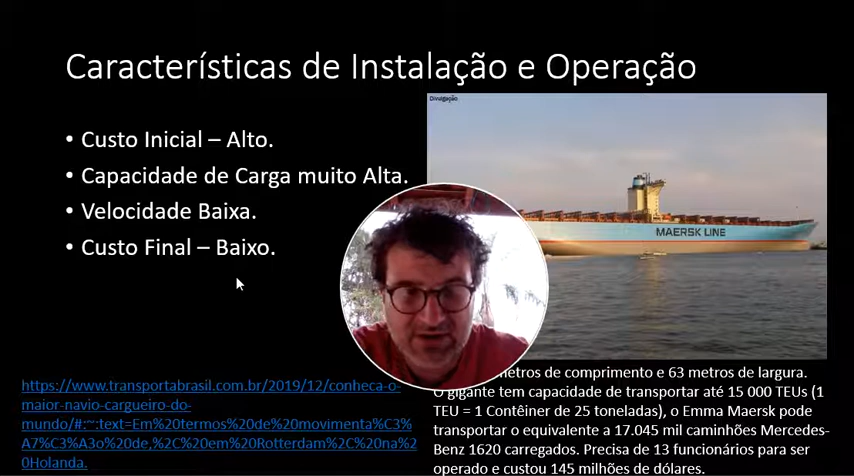 Características de Instalação e Operação
• Custo Inicial – Alto.
• Capacidade de Carga muito Alta.
• Velocidade Baixa.
• Custo Final – Baixo.
Divulgação
MAERSK LINE
https://www.transportabrasil.com.br/2019/12/conheca-o-
maior-navio-cargueiro-do-
mundo/#:~:text=Em%20termos%20de%20movimenta%C3%
A7%C3%A3o%20de,%2C%20em%20Rotterdam%2C%20na%2
0Holanda.
metros de comprimento e 63 metros de largura.
O gigante tem capacidade de transportar até 15 000 TEUs (1
TEU = 1 Contêiner de 25 toneladas), o Emma Maersk pode
transportar o equivalente a 17.045 mil caminhões Mercedes-
Benz 1620 carregados. Precisa de 13 funcionários para ser
operado e custou 145 milhões de dólares.